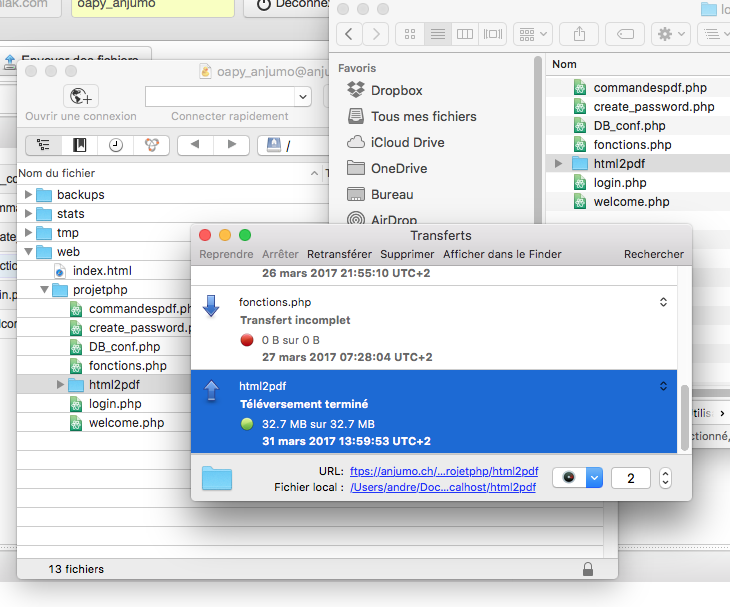 niak.com
oapy_anjumo
Déconne
Envoyer des fichiers
oapy_anjumo@anju
Ouvrir une connexion
Connecter rapidement
/
Nom du fichier
backups
stats
tmp
web
index.html
projetphp
commandespdf.ph
create_password.p
DB_conf.php
fonctions.php
html2pdf
login.php
welcome.php
13 fichiers
Favoris
Dropbox
Tous mes fichiers
iCloud Drive
OneDrive
Bureau
AirDrop
Nom
commandespdf.php
create_password.php
DB_conf.php
fonctions.php
html2pdf
login.php
welcome.php
Transferts
Reprendre Arrêter Retransférer Supprimer Afficher dans le Finder Rechercher
26 mars 2017 21:55:10 UTC+2
fonctions.php
Transfert incomplet
0 B sur 0 B
27 mars 2017 07:28:04 UTC+2
html2pdf
Téléversement terminé
32.7 MB sur 32.7 MB
31 mars 2017 13:59:53 UTC+2
URL: ftps://anjumo.ch/...rojetphp/html2pdf
Fichier local : /Users/andre/Doc...calhost/html2pdf
2
utilis
ctionné,